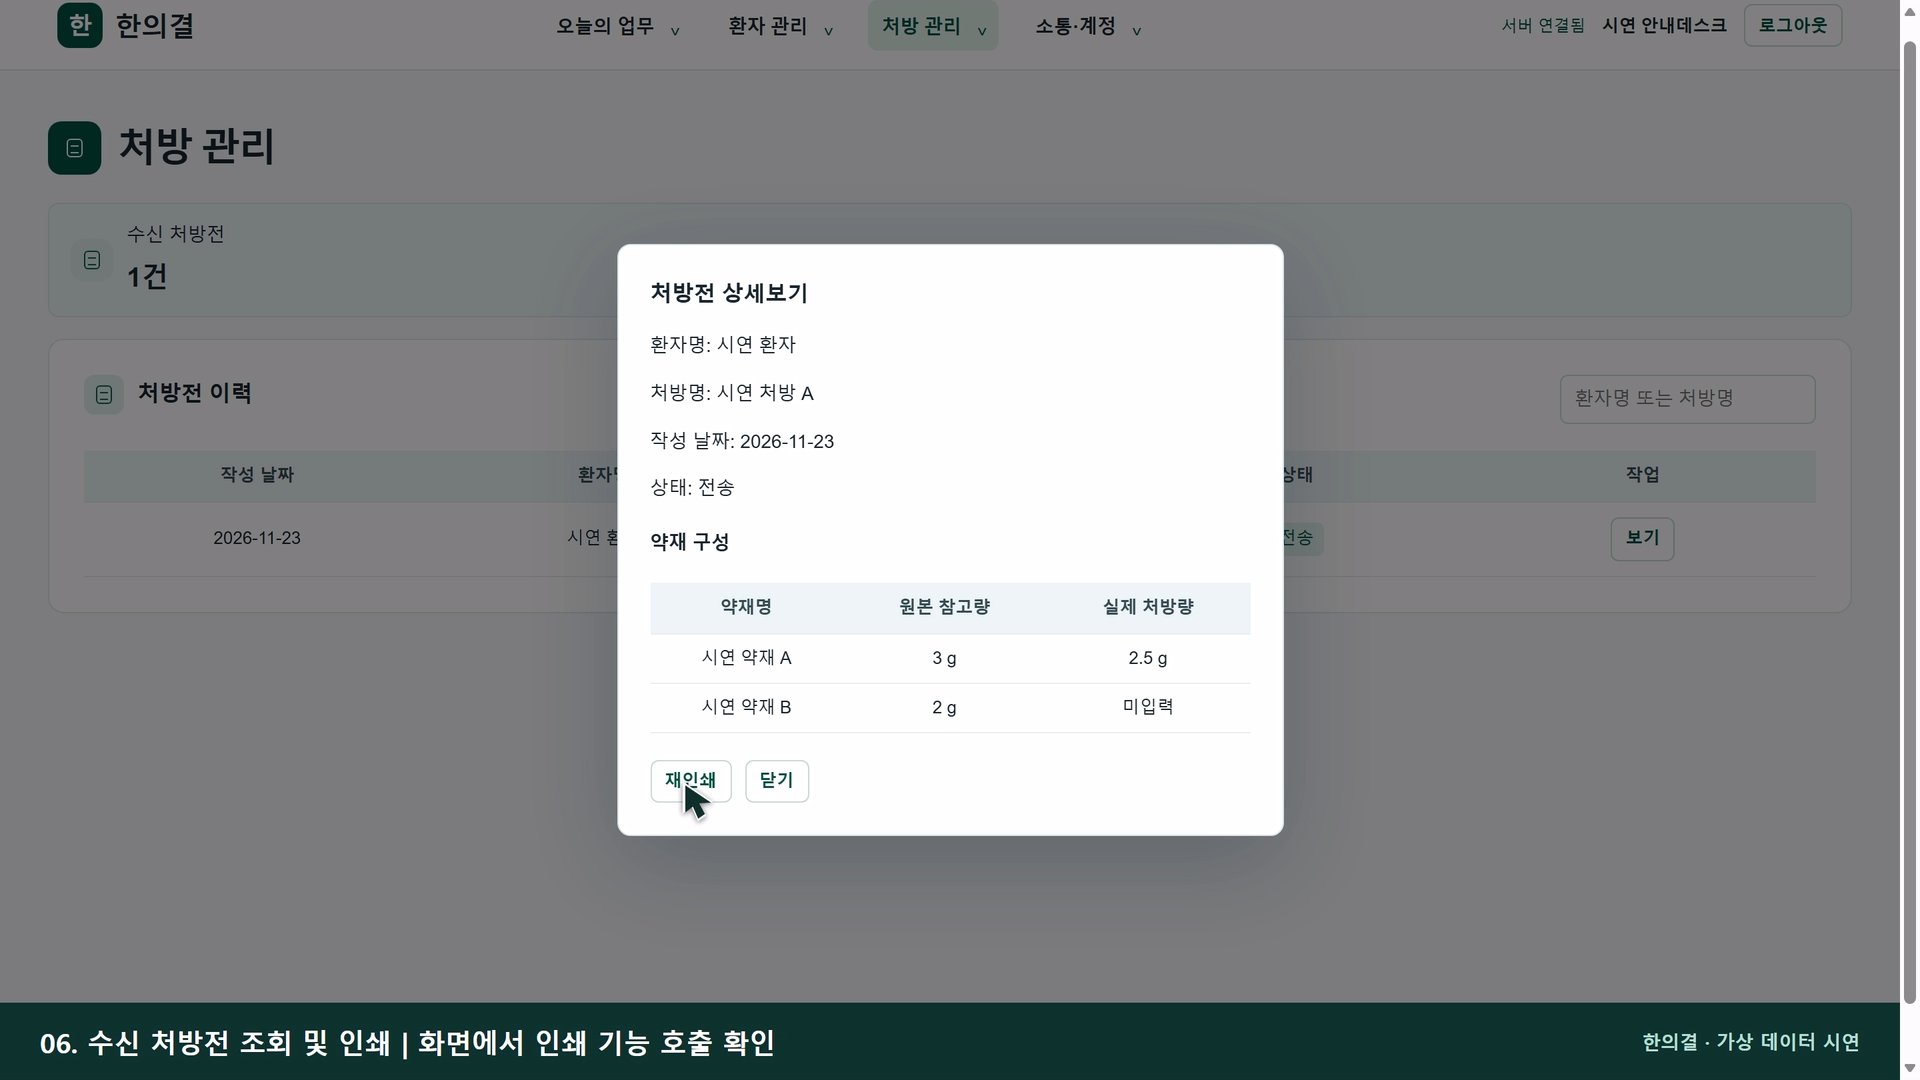 한 한의결
오늘의 업무 v 환자 관리 v 처방 관리 v 소통·계정 v
서버 연결됨 시연 안내데스크 로그아웃
처방 관리
수신 처방전
1건
처방전 이력
환자명 또는 처방명
작성 날짜 상태 작업
2026-11-23 시연 전송 보기
처방전 상세보기
환자명: 시연 환자
처방명: 시연 처방 A
작성 날짜: 2026-11-23
상태: 전송
약재 구성
약재명 원본 참고량 실제 처방량
시연 약재 A 3 g 2.5 g
시연 약재 B 2 g 미입력
재인쇄 닫기
06. 수신 처방전 조회 및 인쇄 | 화면에서 인쇄 기능 호출 확인
한의결 · 가상 데이터 시연